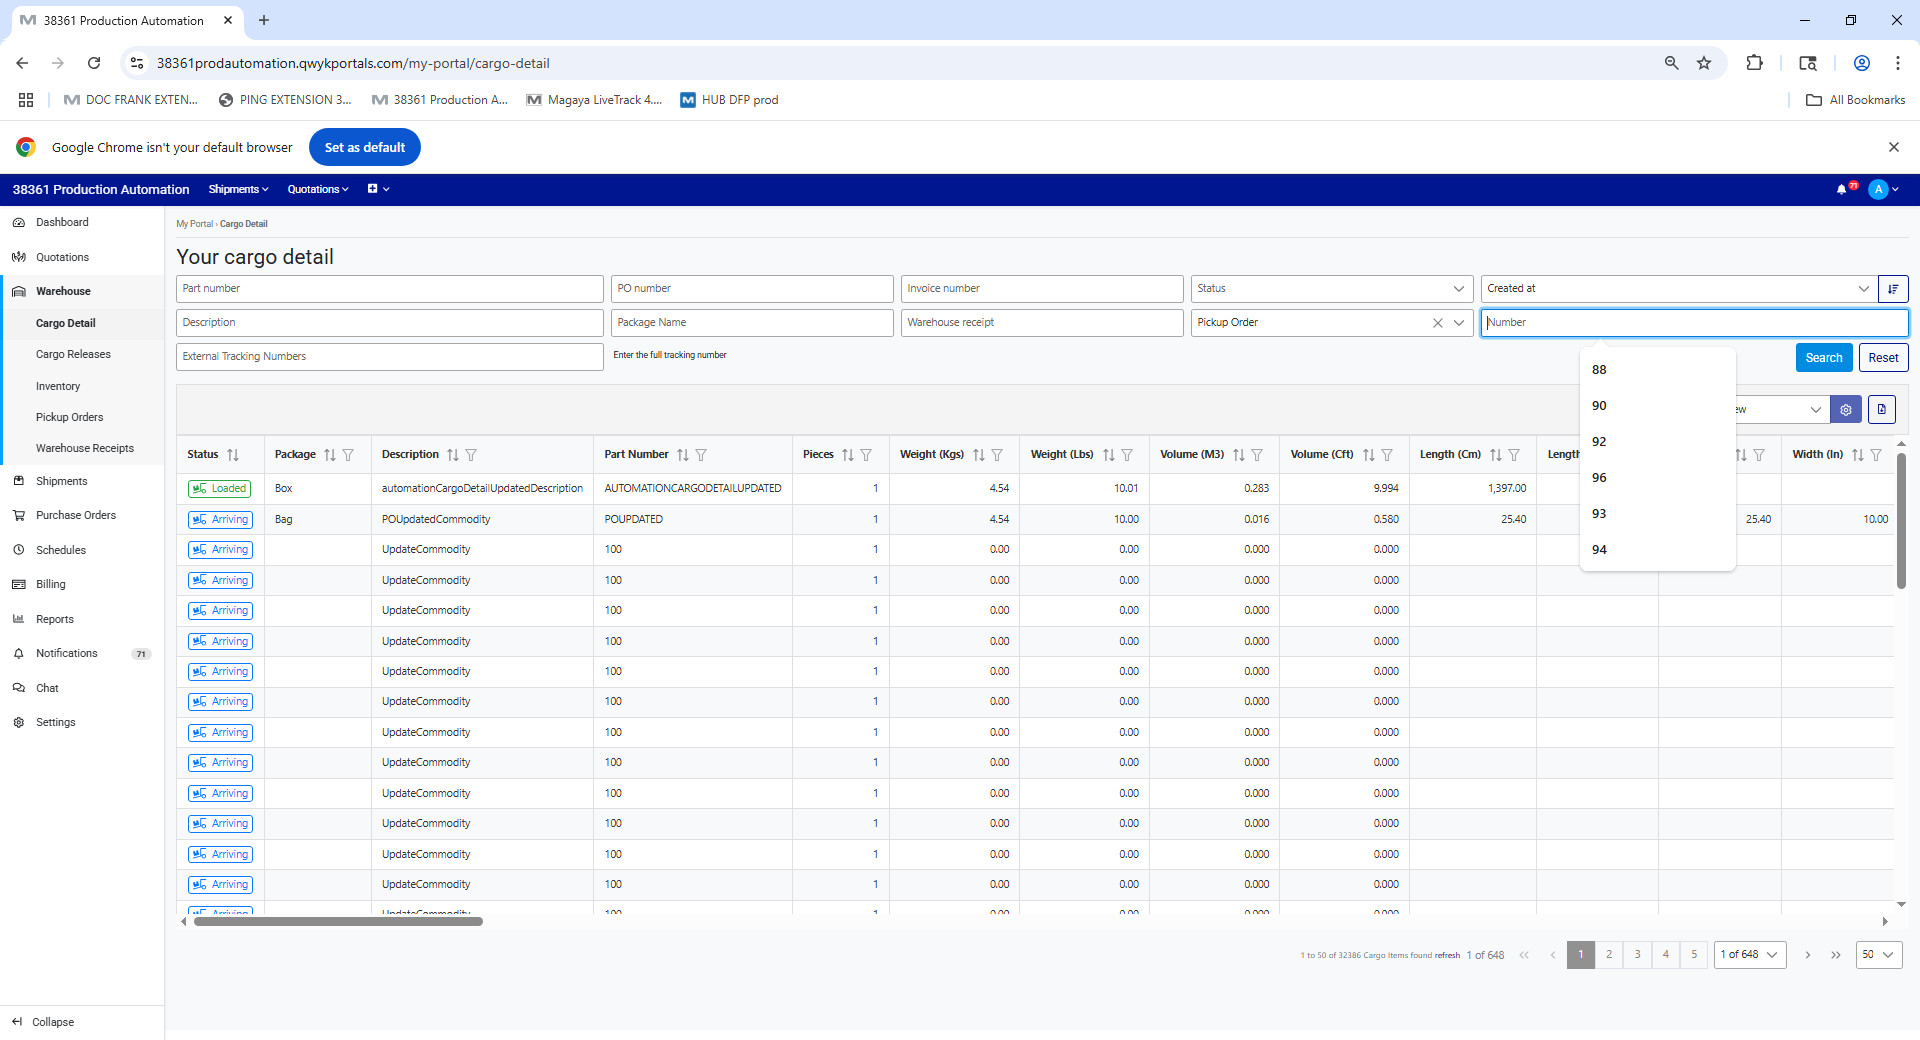 38361 Production Automation
38361prodautomation.qwykportals.com/my-portal/cargo-detail
DOC FRANK EXTEN... PING EXTENSION 3... 38361 Production A... Magaya LiveTrack 4.... HUB DFP prod All Bookmarks
Google Chrome isn't your default browser Set as default
38361 Production Automation Shipments Quotations 71 A
Dashboard
Quotations
Warehouse
Cargo Detail
Cargo Releases
Inventory
Pickup Orders
Warehouse Receipts
Shipments
Purchase Orders
Schedules
Billing
Reports
Notifications 71
Chat
Settings
Collapse
My Portal › Cargo Detail
Your cargo detail
Part number PO number Invoice number Status Created at
Description Package Name Warehouse receipt Pickup Order Number
External Tracking Numbers Enter the full tracking number Search Reset
88
90
92
96
93
94
ew
Status Package Description Part Number Pieces Weight (Kgs) Weight (Lbs) Volume (M3) Volume (Cft) Length (Cm) Length Width (In)
Loaded Box automationCargoDetailUpdatedDescription AUTOMATIONCARGODETAILUPDATED 1 4.54 10.01 0.283 9.994 1,397.00
Arriving Bag POUpdatedCommodity POUPDATED 1 4.54 10.00 0.016 0.580 25.40 25.40 10.00
Arriving UpdateCommodity 100 1 0.00 0.00 0.000 0.000
Arriving UpdateCommodity 100 1 0.00 0.00 0.000 0.000
Arriving UpdateCommodity 100 1 0.00 0.00 0.000 0.000
Arriving UpdateCommodity 100 1 0.00 0.00 0.000 0.000
Arriving UpdateCommodity 100 1 0.00 0.00 0.000 0.000
Arriving UpdateCommodity 100 1 0.00 0.00 0.000 0.000
Arriving UpdateCommodity 100 1 0.00 0.00 0.000 0.000
Arriving UpdateCommodity 100 1 0.00 0.00 0.000 0.000
Arriving UpdateCommodity 100 1 0.00 0.00 0.000 0.000
Arriving UpdateCommodity 100 1 0.00 0.00 0.000 0.000
Arriving UpdateCommodity 100 1 0.00 0.00 0.000 0.000
Arriving UpdateCommodity 100 1 0.00 0.00 0.000 0.000
Arriving UpdateCommodity 100 1 0.00 0.00 0.000 0.000
1 to 50 of 32386 Cargo Items found refresh 1 of 648 1 2 3 4 5 1 of 648 50